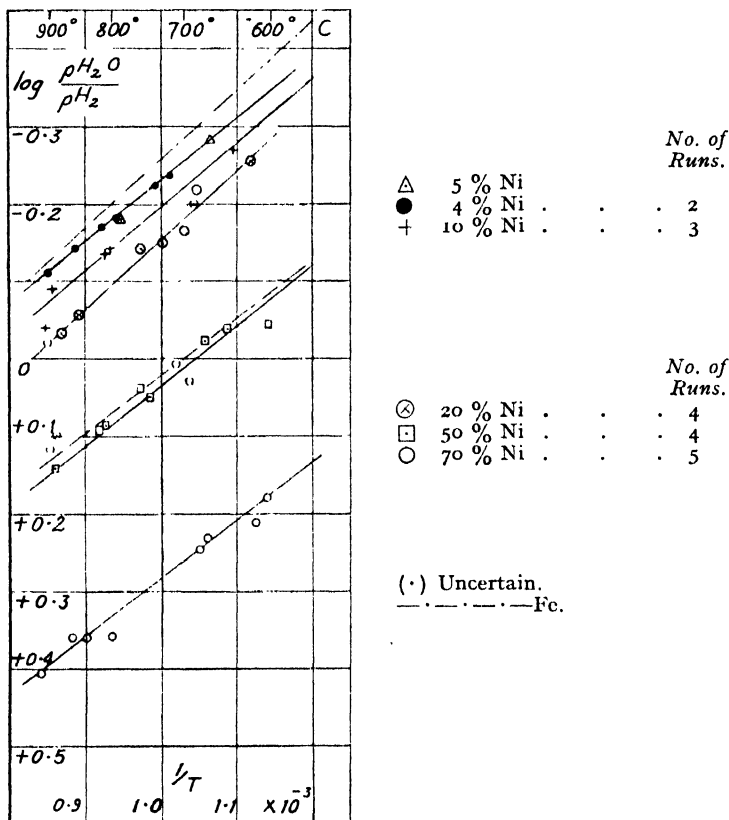 900° 800° 700° 600° C
log pH₂O / pH₂
-0·3
-0·2
0
+0·1
+0·2
+0·3
+0·4
+0·5
1/T
0.9 1.0 1.1 ×10⁻³
No. of
Runs.
△ 5 % Ni
● 4 % Ni . . . 2
+ 10 % Ni . . . 3
No. of
Runs.
⊗ 20 % Ni . . . 4
⊡ 50 % Ni . . . 4
○ 70 % Ni . . . 5
(·) Uncertain.
—·—·—·—Fe.